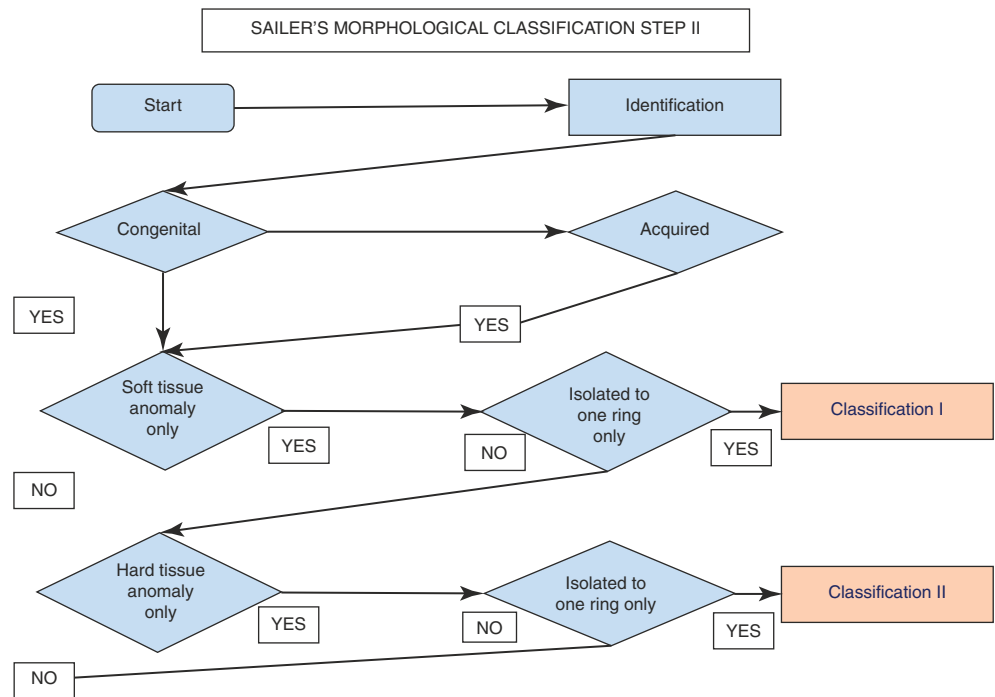 SAILER'S MORPHOLOGICAL CLASSIFICATION STEP II
Start
Identification
Congenital
Acquired
YES
YES
Soft tissue
anomaly
only
YES
Isolated to
one ring
only
NO
YES
Classification I
NO
Hard tissue
anomaly
only
YES
Isolated to
one ring only
NO
YES
Classification II
NO